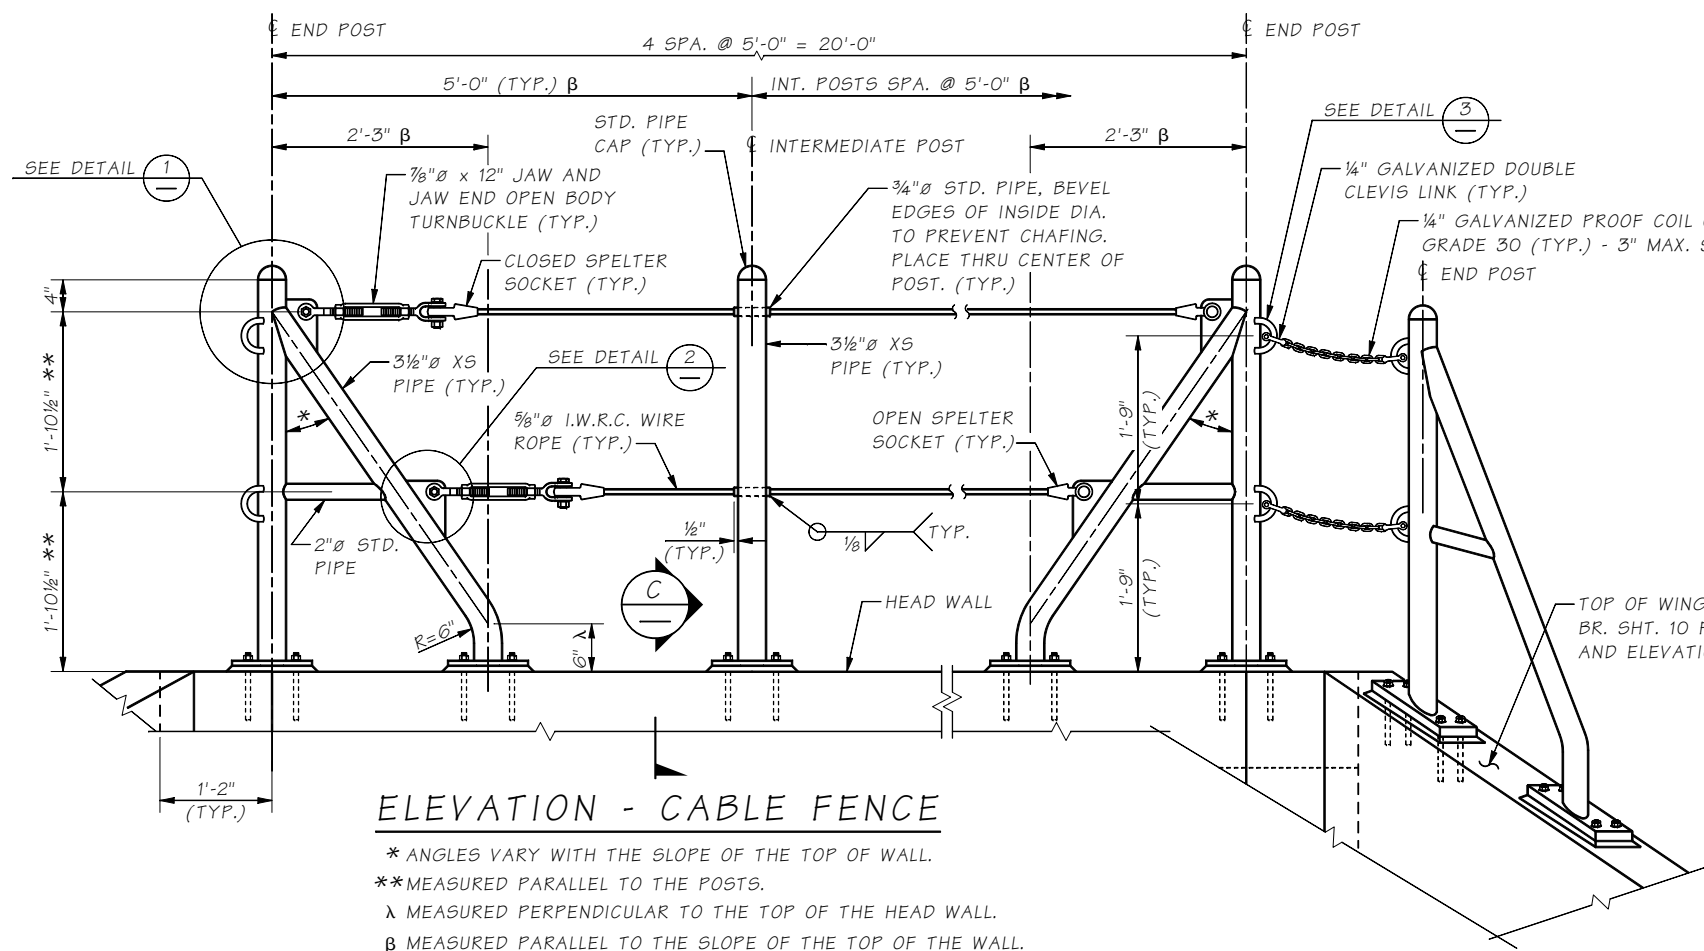 ℄ END POST
℄ END POST
4 SPA. @ 5'-0" = 20'-0"
5'-0" (TYP.) β
INT. POSTS SPA. @ 5'-0" β
2'-3" β
STD. PIPE
CAP (TYP.)
℄ INTERMEDIATE POST
2'-3" β
SEE DETAIL 3
SEE DETAIL 1
7/8"ø x 12" JAW AND
JAW END OPEN BODY
TURNBUCKLE (TYP.)
3/4"ø STD. PIPE, BEVEL
EDGES OF INSIDE DIA.
TO PREVENT CHAFING.
PLACE THRU CENTER OF
POST. (TYP.)
1/4" GALVANIZED DOUBLE
CLEVIS LINK (TYP.)
1/4" GALVANIZED PROOF COIL
GRADE 30 (TYP.) - 3" MAX.
℄ END POST
CLOSED SPELTER
SOCKET (TYP.)
4"
1'-10½" **
1'-10½" **
3½"ø XS
PIPE (TYP.)
SEE DETAIL 2
3½"ø XS
PIPE (TYP.)
*
*
5/8"ø I.W.R.C. WIRE
ROPE (TYP.)
OPEN SPELTER
SOCKET (TYP.)
1'-9"
(TYP.)
1'-9"
(TYP.)
2"ø STD.
PIPE
½"
(TYP.)
1/8
TYP.
C
R=6"
6" λ
HEAD WALL
TOP OF WING
BR. SHT. 10
AND
1'-2"
(TYP.)
ELEVATION - CABLE FENCE
* ANGLES VARY WITH THE SLOPE OF THE TOP OF WALL.
** MEASURED PARALLEL TO THE POSTS.
λ MEASURED PERPENDICULAR TO THE TOP OF THE HEAD WALL.
β MEASURED PARALLEL TO THE SLOPE OF THE TOP OF THE WALL.